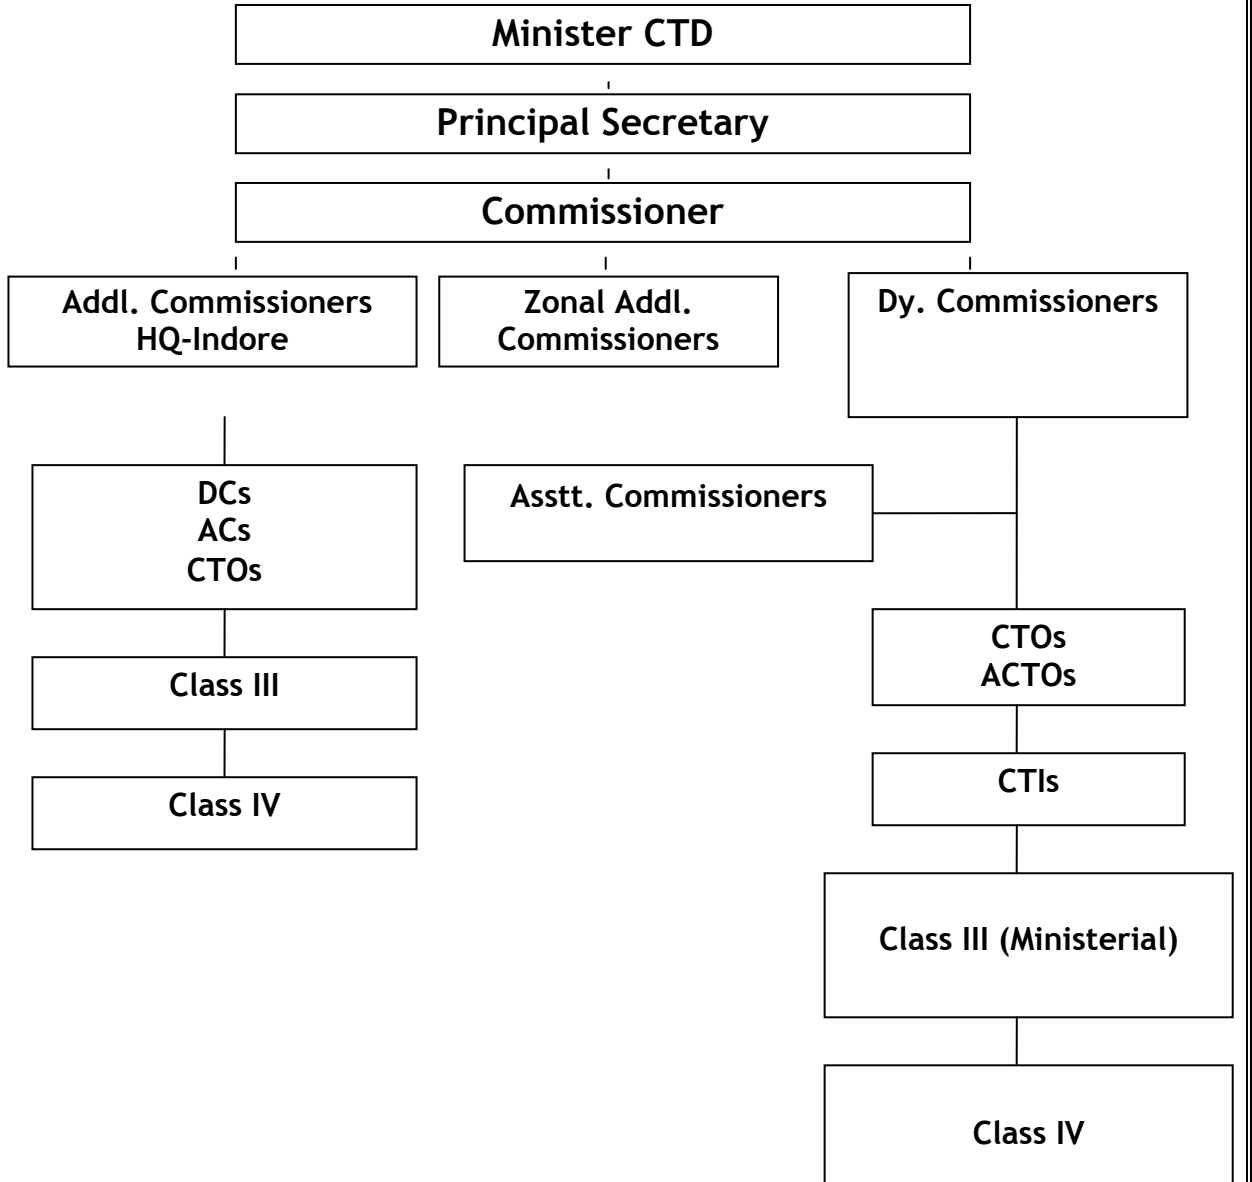 Minister CTD
Principal Secretary
Commissioner
Addl. Commissioners
HQ-Indore
Zonal Addl.
Commissioners
Dy. Commissioners
DCs
ACs
CTOs
Asstt. Commissioners
Class III
Class IV
CTOs
ACTOs
CTIs
Class III (Ministerial)
Class IV